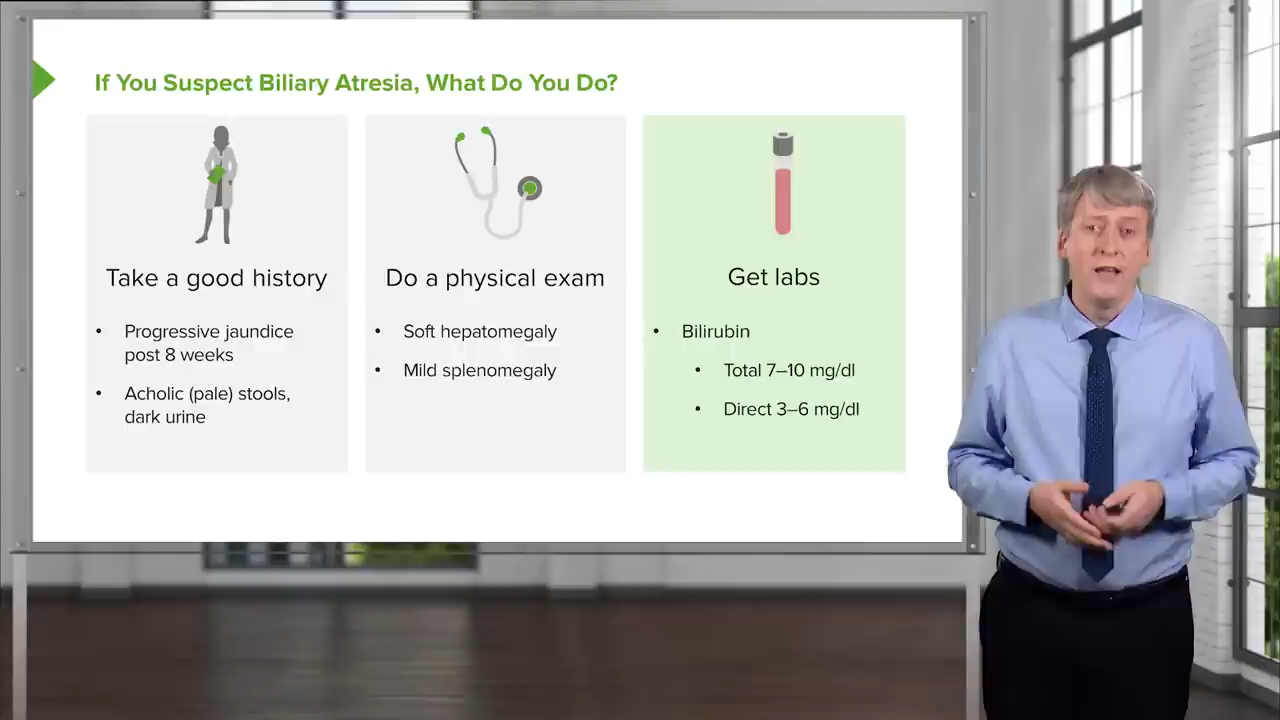 If You Suspect Biliary Atresia, What Do You Do?
Take a good history
• Progressive jaundice
post 8 weeks
• Acholic (pale) stools,
dark urine
Do a physical exam
• Soft hepatomegaly
• Mild splenomegaly
Get labs
• Bilirubin
• Total 7–10 mg/dl
• Direct 3–6 mg/dl